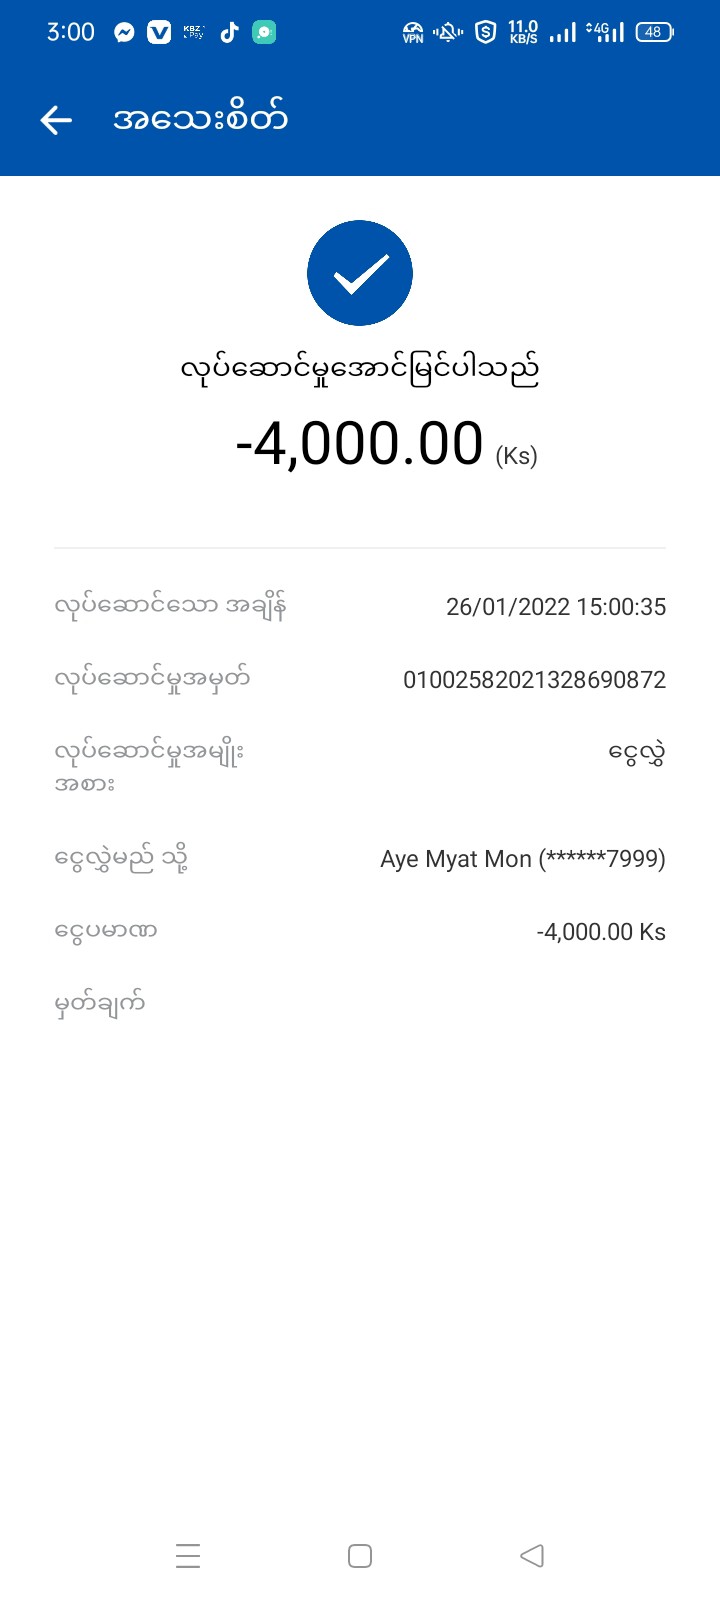 3:00
KBZ Pay
VPN
11.0 KB/S
4G
48
အသေးစိတ်
လုပ်ဆောင်မှုအောင်မြင်ပါသည်
-4,000.00 (Ks)
လုပ်ဆောင်သော အချိန် 26/01/2022 15:00:35
လုပ်ဆောင်မှုအမှတ် 01002582021328690872
လုပ်ဆောင်မှုအမျိုး ငွေလွှဲ
အစား
ငွေလွှဲမည် သို့ Aye Myat Mon (******7999)
ငွေပမာဏ -4,000.00 Ks
မှတ်ချက်